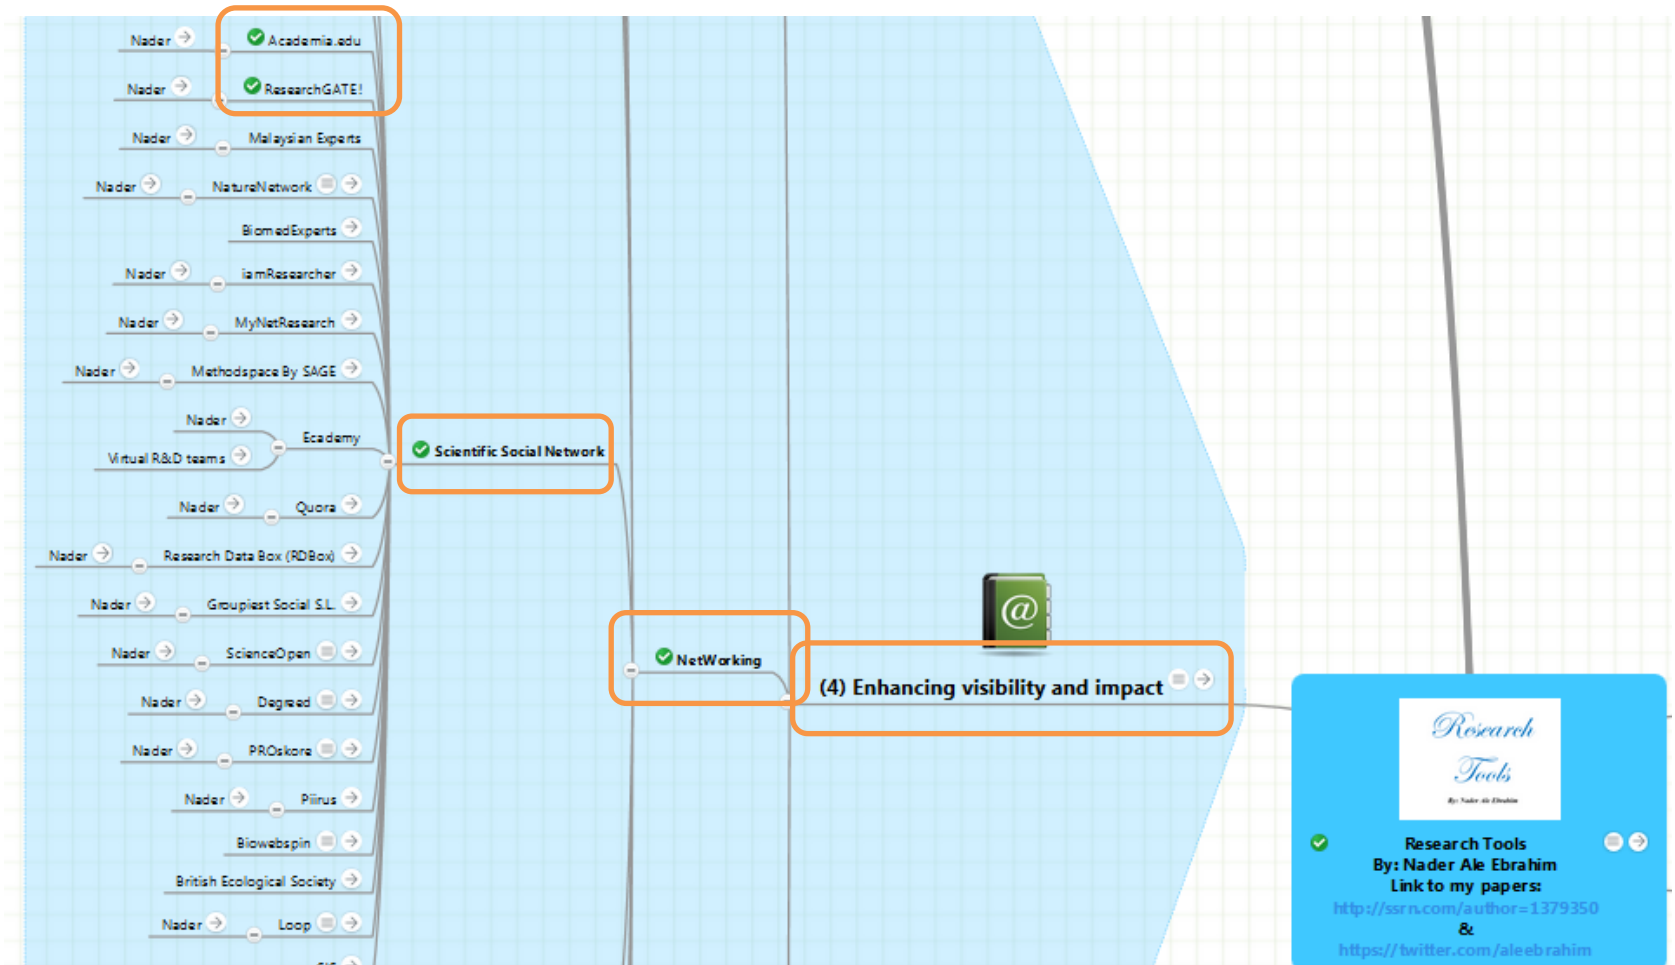 Nader Academia.edu
Nader ResearchGATE!
Nader Malaysian Experts
Nader NatureNetwork
BiomedExperts
Nader iamResearcher
Nader MyNetResearch
Nader Methodspace By SAGE
Nader
Ecademy
Virtual R&D teams
Scientific Social Network
Nader Quora
Nader Research Data Box (RDBox)
Nader Groupiest Social S.L.
Nader ScienceOpen
NetWorking
@
(4) Enhancing visibility and impact
Nader Degreed
Nader PROskore
Nader Piirus
Biowebspin
British Ecological Society
Nader Loop
Research
Tools
By: Nader Ale Ebrahim
Research Tools
By: Nader Ale Ebrahim
Link to my papers:
http://ssrn.com/author=1379350
&
https://twitter.com/aleebrahim